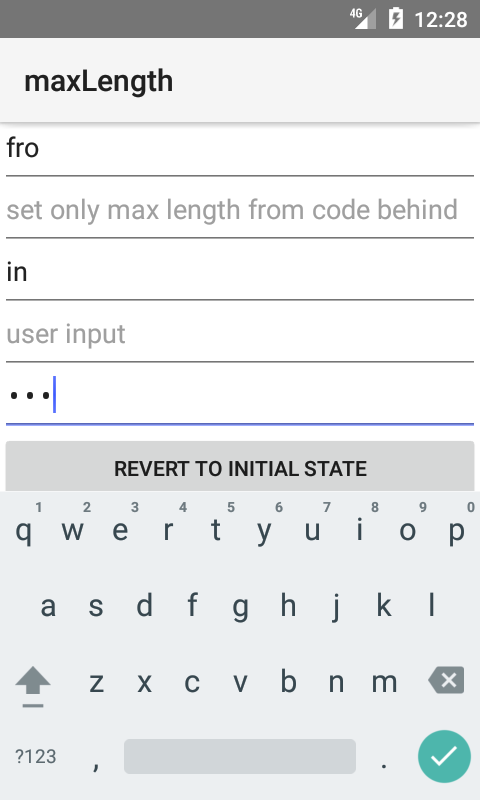 4G 12:28
maxLength
fro
set only max length from code behind
in
user input
•••
REVERT TO INITIAL STATE
1 2 3 4 5 6 7 8 9 0
q w e r t y u i o p
a s d f g h j k l
z x c v b n m
?123 , .